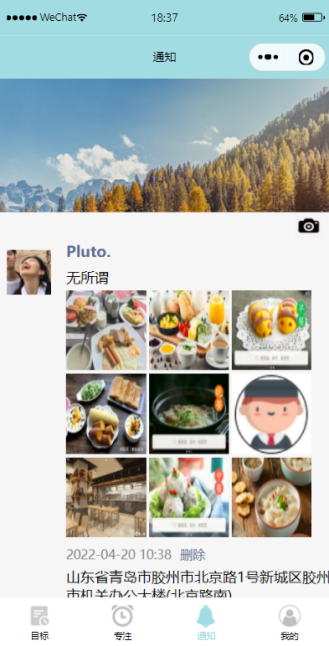 WeChat
18:37
64%
通知
Pluto.
无所谓
2022-04-20 10:38 删除
山东省青岛市胶州市北京路1号新城区胶州
市机关办公大楼(北京路南)
目标
专注
通知
我的